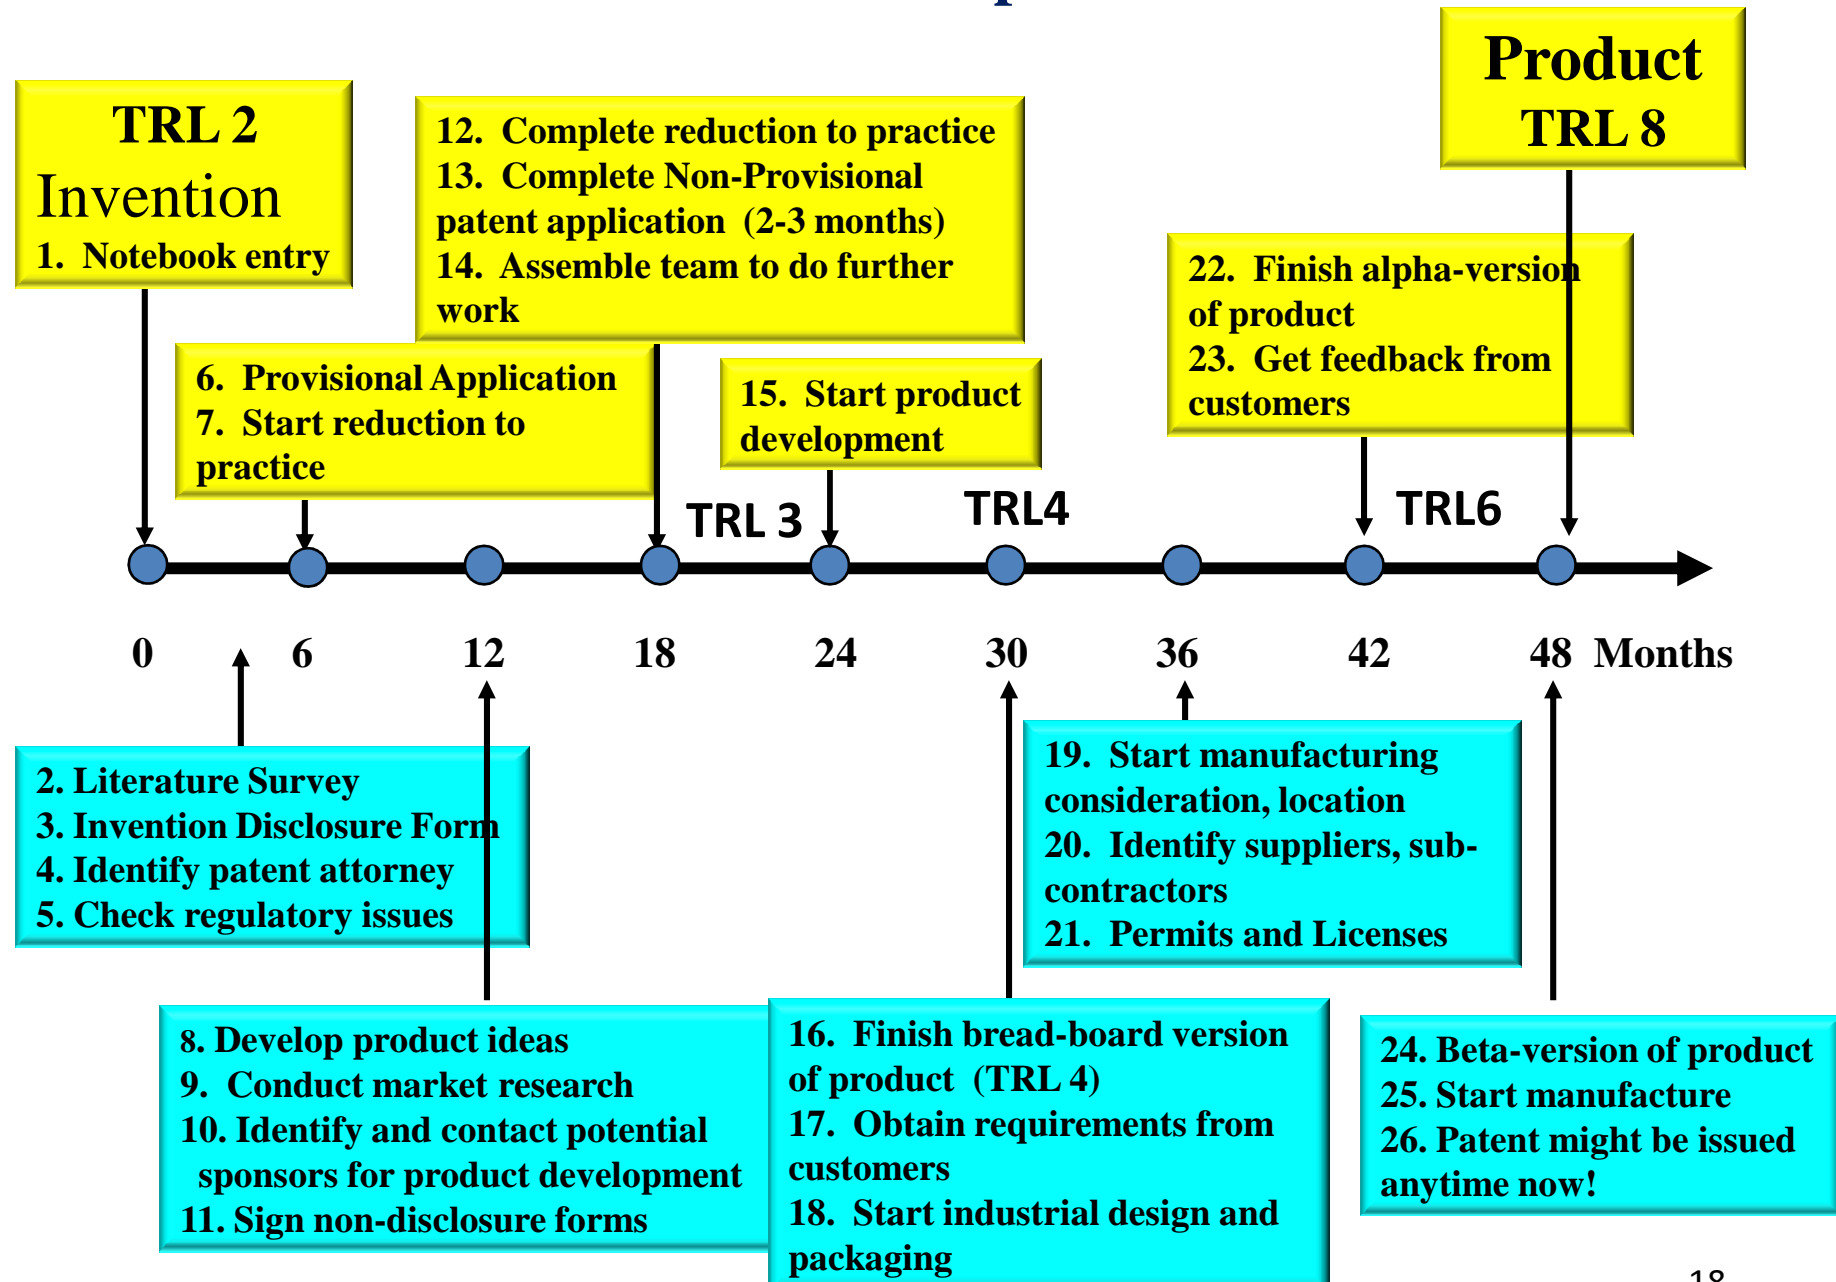 Product
TRL 8
TRL 2
Invention
1. Notebook entry
12. Complete reduction to practice
13. Complete Non-Provisional
patent application (2-3 months)
14. Assemble team to do further
work
22. Finish alpha-version
of product
23. Get feedback from
customers
6. Provisional Application
7. Start reduction to
practice
15. Start product
development
TRL 3
TRL4
TRL6
0 6 12 18 24 30 36 42 48 Months
2. Literature Survey
3. Invention Disclosure Form
4. Identify patent attorney
5. Check regulatory issues
19. Start manufacturing
consideration, location
20. Identify suppliers, sub-
contractors
21. Permits and Licenses
8. Develop product ideas
9. Conduct market research
10. Identify and contact potential
sponsors for product development
11. Sign non-disclosure forms
16. Finish bread-board version
of product (TRL 4)
17. Obtain requirements from
customers
18. Start industrial design and
packaging
24. Beta-version of product
25. Start manufacture
26. Patent might be issued
anytime now!
18